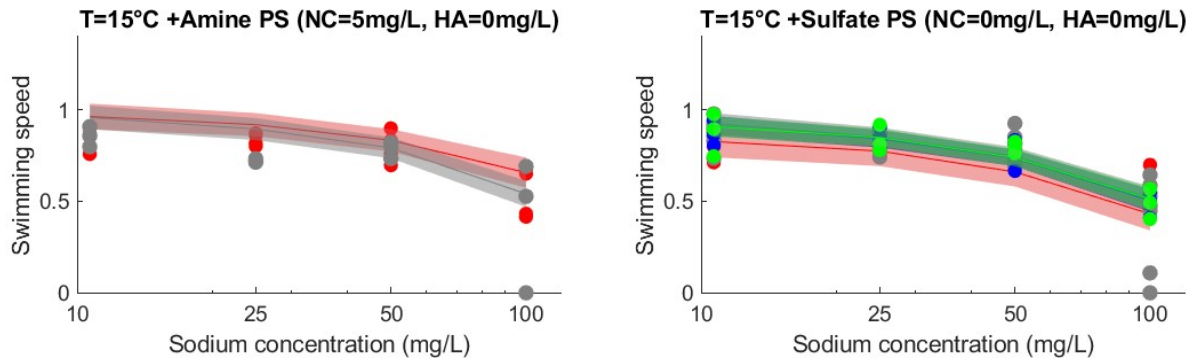 T=15°C +Amine PS (NC=5mg/L, HA=0mg/L)
Swimming speed
1
0.5
0
10
25
50
100
Sodium concentration (mg/L)
T=15°C +Sulfate PS (NC=0mg/L, HA=0mg/L)
Swimming speed
1
0.5
0
10
25
50
100
Sodium concentration (mg/L)